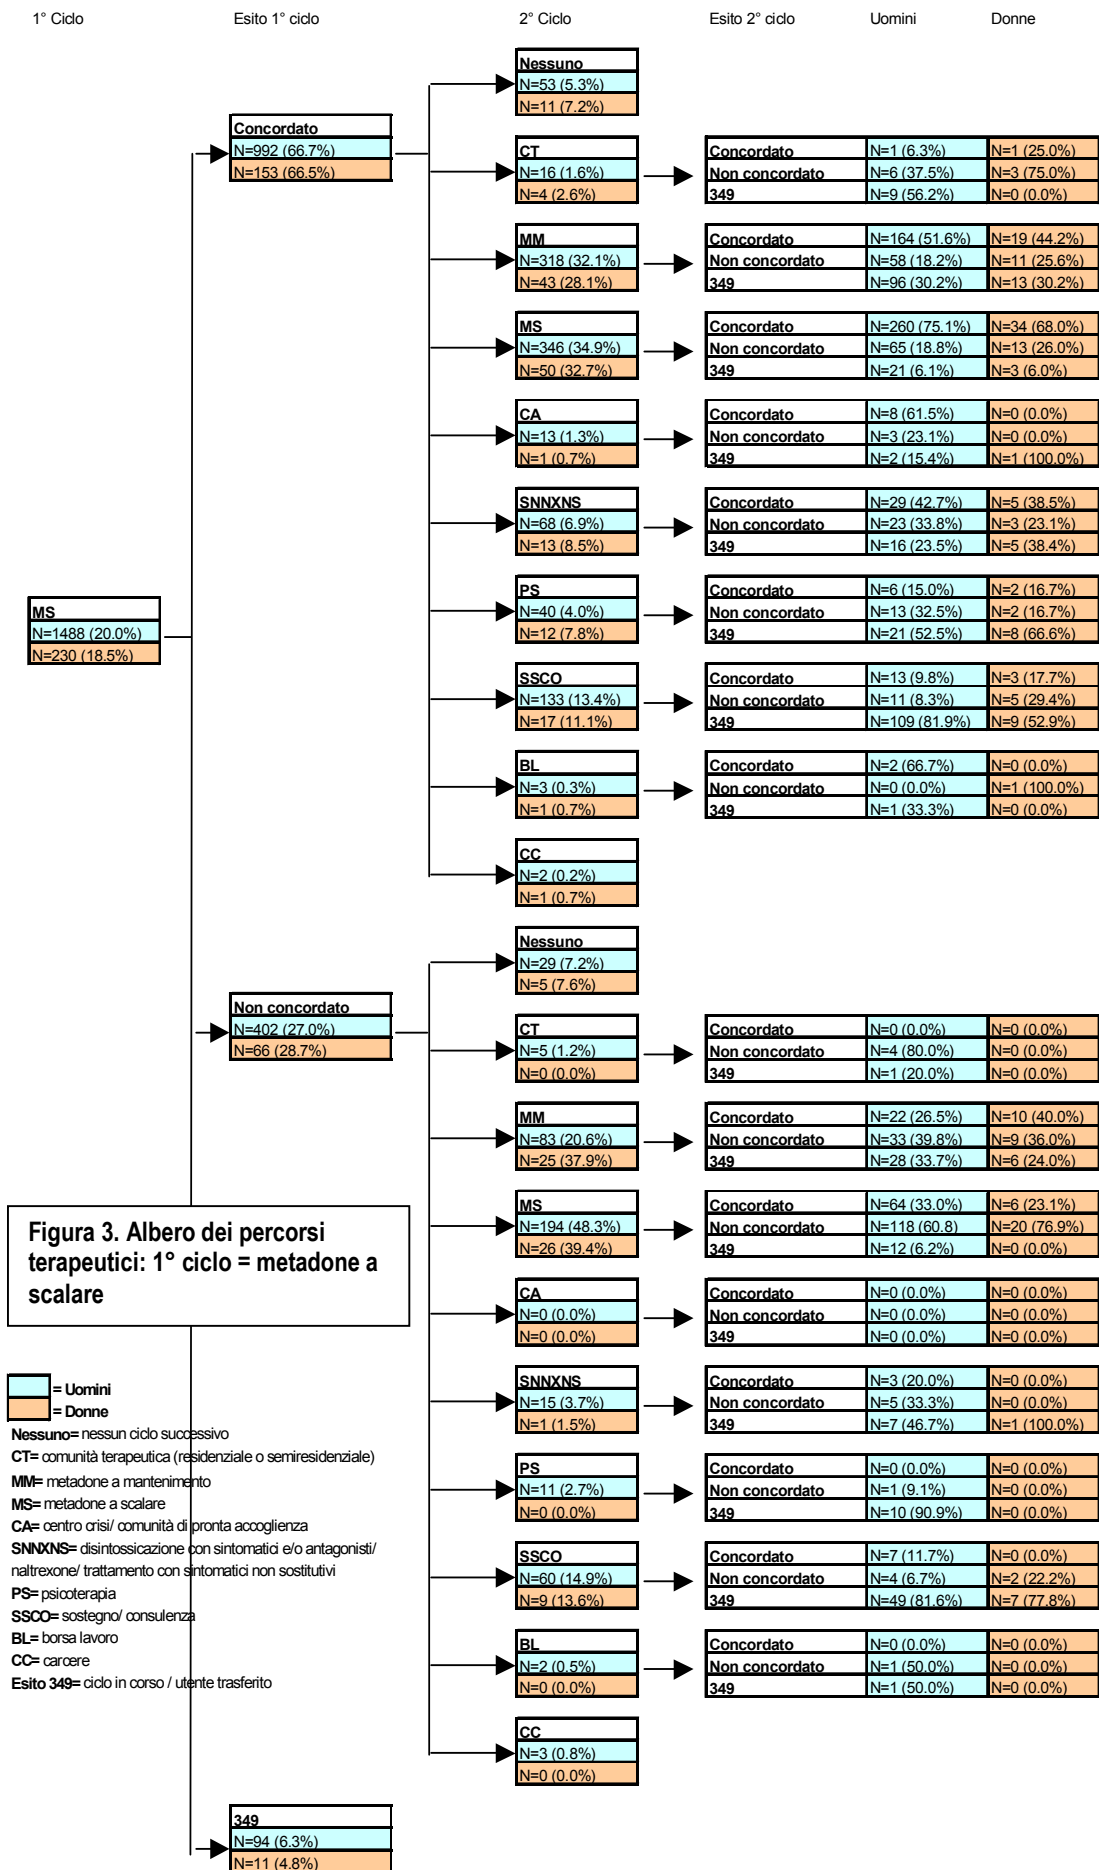 1° Ciclo Esito 1° ciclo 2° Ciclo Esito 2° ciclo Uomini Donne
Nessuno
N=53 (5.3%)
N=11 (7.2%)
Concordato
N=992 (66.7%)
N=153 (66.5%)
CT
N=16 (1.6%)
N=4 (2.6%)
Concordato N=1 (6.3%) N=1 (25.0%)
Non concordato N=6 (37.5%) N=3 (75.0%)
349 N=9 (56.2%) N=0 (0.0%)
MM
N=318 (32.1%)
N=43 (28.1%)
Concordato N=164 (51.6%) N=19 (44.2%)
Non concordato N=58 (18.2%) N=11 (25.6%)
349 N=96 (30.2%) N=13 (30.2%)
MS
N=346 (34.9%)
N=50 (32.7%)
Concordato N=260 (75.1%) N=34 (68.0%)
Non concordato N=65 (18.8%) N=13 (26.0%)
349 N=21 (6.1%) N=3 (6.0%)
CA
N=13 (1.3%)
N=1 (0.7%)
Concordato N=8 (61.5%) N=0 (0.0%)
Non concordato N=3 (23.1%) N=0 (0.0%)
349 N=2 (15.4%) N=1 (100.0%)
SNNXNS
N=68 (6.9%)
N=13 (8.5%)
Concordato N=29 (42.7%) N=5 (38.5%)
Non concordato N=23 (33.8%) N=3 (23.1%)
349 N=16 (23.5%) N=5 (38.4%)
MS
N=1488 (20.0%)
N=230 (18.5%)
PS
N=40 (4.0%)
N=12 (7.8%)
Concordato N=6 (15.0%) N=2 (16.7%)
Non concordato N=13 (32.5%) N=2 (16.7%)
349 N=21 (52.5%) N=8 (66.6%)
SSCO
N=133 (13.4%)
N=17 (11.1%)
Concordato N=13 (9.8%) N=3 (17.7%)
Non concordato N=11 (8.3%) N=5 (29.4%)
349 N=109 (81.9%) N=9 (52.9%)
BL
N=3 (0.3%)
N=1 (0.7%)
Concordato N=2 (66.7%) N=0 (0.0%)
Non concordato N=0 (0.0%) N=1 (100.0%)
349 N=1 (33.3%) N=0 (0.0%)
CC
N=2 (0.2%)
N=1 (0.7%)
Nessuno
N=29 (7.2%)
N=5 (7.6%)
Non concordato
N=402 (27.0%)
N=66 (28.7%)
CT
N=5 (1.2%)
N=0 (0.0%)
Concordato N=0 (0.0%) N=0 (0.0%)
Non concordato N=4 (80.0%) N=0 (0.0%)
349 N=1 (20.0%) N=0 (0.0%)
MM
N=83 (20.6%)
N=25 (37.9%)
Concordato N=22 (26.5%) N=10 (40.0%)
Non concordato N=33 (39.8%) N=9 (36.0%)
349 N=28 (33.7%) N=6 (24.0%)
MS
N=194 (48.3%)
N=26 (39.4%)
Concordato N=64 (33.0%) N=6 (23.1%)
Non concordato N=118 (60.8) N=20 (76.9%)
349 N=12 (6.2%) N=0 (0.0%)
Figura 3. Albero dei percorsi
terapeutici: 1° ciclo = metadone a
scalare
CA
N=0 (0.0%)
N=0 (0.0%)
Concordato N=0 (0.0%) N=0 (0.0%)
Non concordato N=0 (0.0%) N=0 (0.0%)
349 N=0 (0.0%) N=0 (0.0%)
SNNXNS
N=15 (3.7%)
N=1 (1.5%)
Concordato N=3 (20.0%) N=0 (0.0%)
Non concordato N=5 (33.3%) N=0 (0.0%)
349 N=7 (46.7%) N=1 (100.0%)
= Uomini
= Donne
Nessuno= nessun ciclo successivo
CT= comunità terapeutica (residenziale o semiresidenziale)
MM= metadone a mantenimento
MS= metadone a scalare
CA= centro crisi/ comunità di pronta accoglienza
SNNXNS= disintossicazione con sintomatici e/o antagonisti/
naltrexone/ trattamento con sintomatici non sostitutivi
PS= psicoterapia
SSCO= sostegno/ consulenza
BL= borsa lavoro
CC= carcere
Esito 349= ciclo in corso / utente trasferito
PS
N=11 (2.7%)
N=0 (0.0%)
Concordato N=0 (0.0%) N=0 (0.0%)
Non concordato N=1 (9.1%) N=0 (0.0%)
349 N=10 (90.9%) N=0 (0.0%)
SSCO
N=60 (14.9%)
N=9 (13.6%)
Concordato N=7 (11.7%) N=0 (0.0%)
Non concordato N=4 (6.7%) N=2 (22.2%)
349 N=49 (81.6%) N=7 (77.8%)
BL
N=2 (0.5%)
N=0 (0.0%)
Concordato N=0 (0.0%) N=0 (0.0%)
Non concordato N=1 (50.0%) N=0 (0.0%)
349 N=1 (50.0%) N=0 (0.0%)
CC
N=3 (0.8%)
N=0 (0.0%)
349
N=94 (6.3%)
N=11 (4.8%)